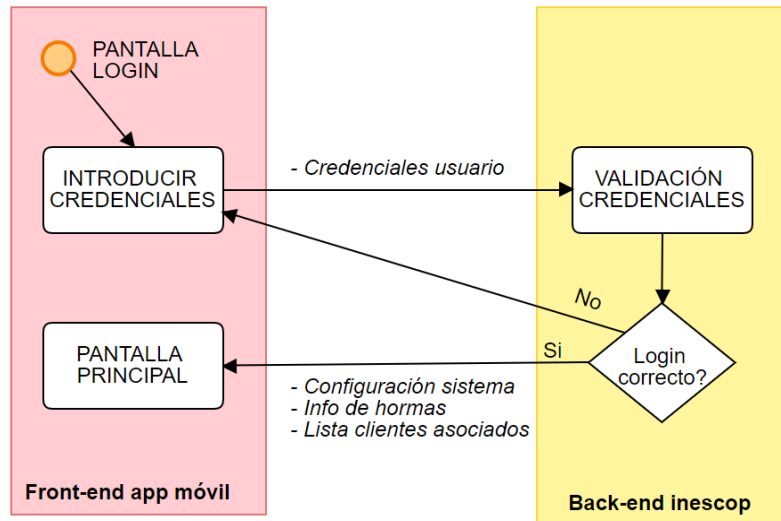 PANTALLA
LOGIN
INTRODUCIR
CREDENCIALES
- Credenciales usuario
VALIDACIÓN
CREDENCIALES
No
Si
Login
correcto?
PANTALLA
PRINCIPAL
- Configuración sistema
- Info de hormas
- Lista clientes asociados
Front-end app móvil
Back-end inescop